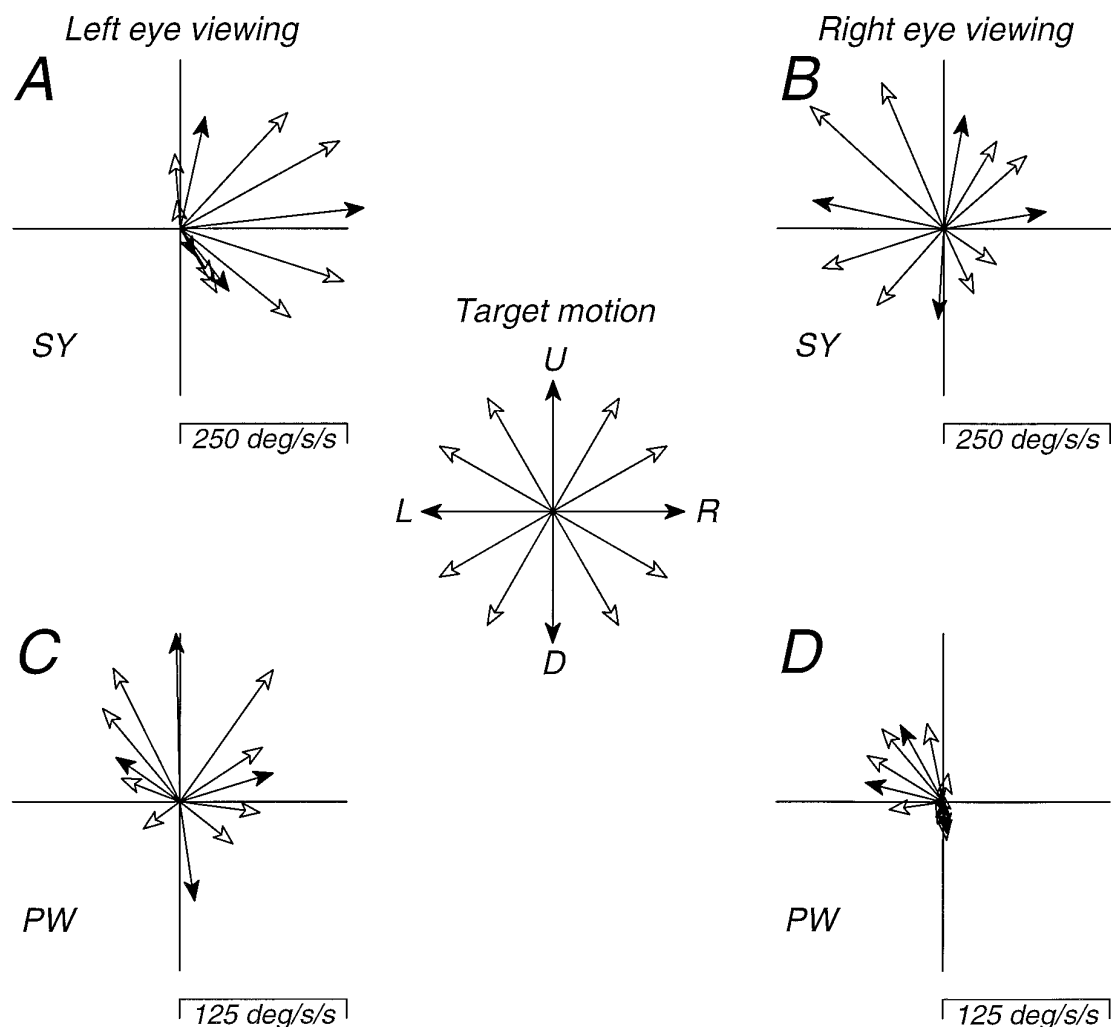 Left eye viewing
Right eye viewing
A
B
SY
SY
Target motion
U
250 deg/s/s
250 deg/s/s
L
R
D
C
D
PW
PW
125 deg/s/s
125 deg/s/s